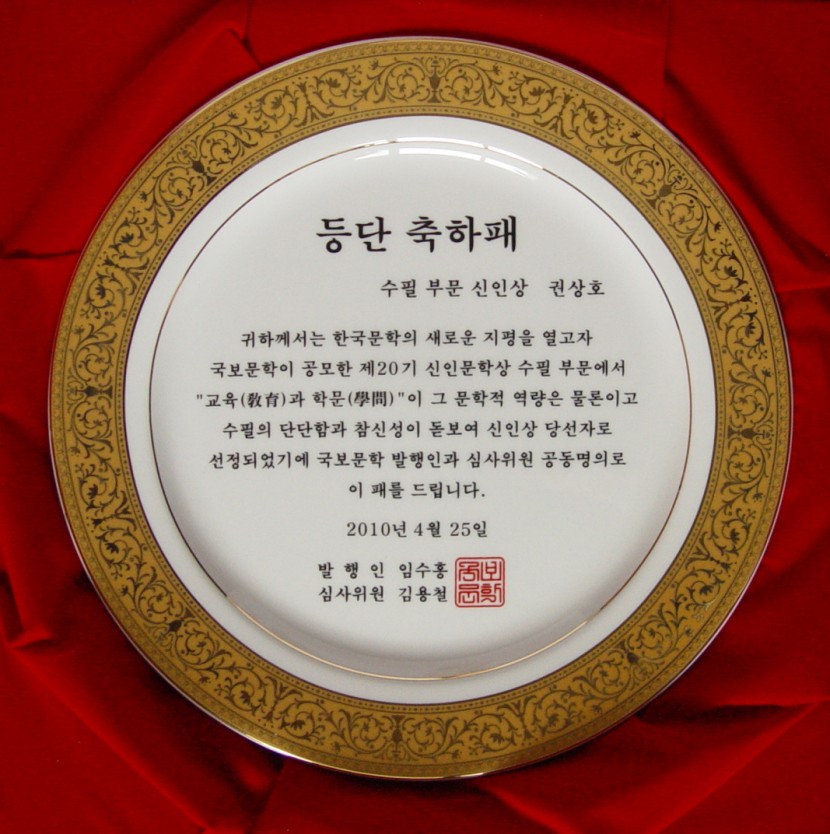 등단 축하패
수필 부문 신인상 권상호
귀하께서는 한국문학의 새로운 지평을 열고자
국보문학이 공모한 제20기 신인문학상 수필 부문에서
"교육(敎育)과 학문(學問)"이 그 문학적 역량은 물론이고
수필의 단단함과 참신성이 돋보여 신인상 당선자로
선정되었기에 국보문학 발행인과 심사위원 공동명의로
이 패를 드립니다.
2010년 4월 25일
발 행 인 임수홍
심사위원 김용철